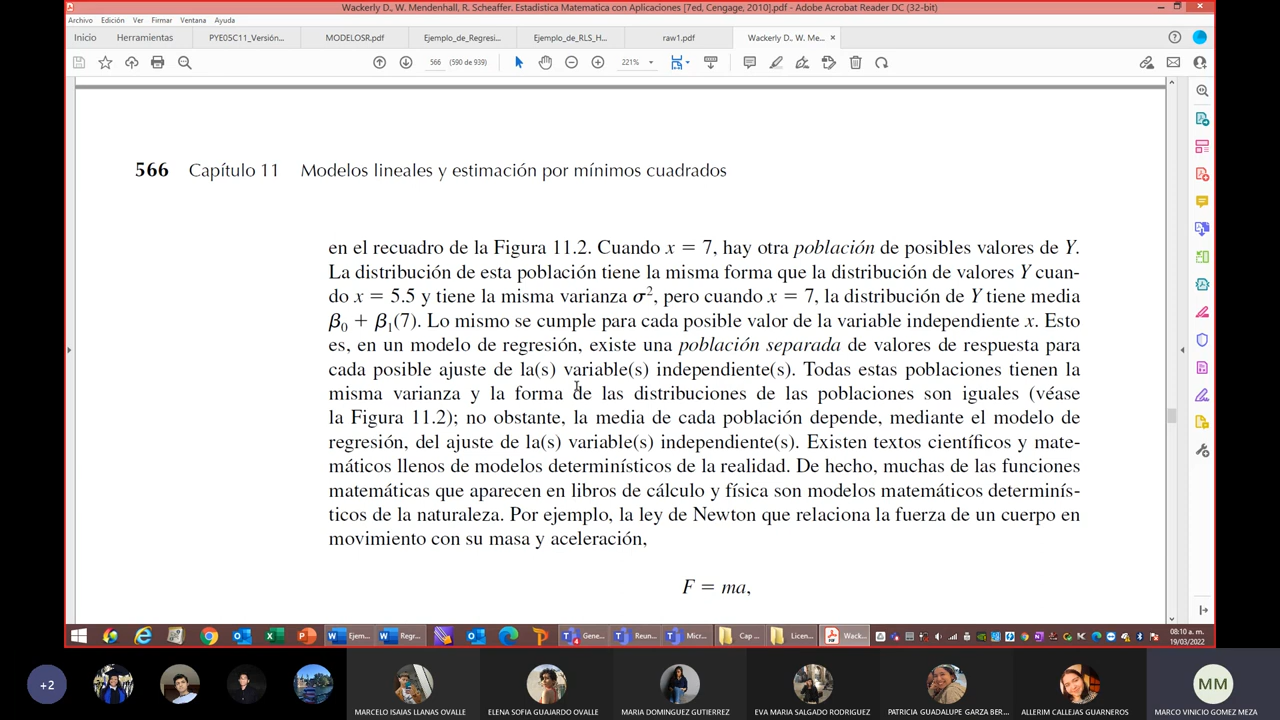 Wackerly D., W. Mendenhall, R. Scheaffer. Estadística Matematica con Aplicaciones [7ed, Cengage, 2010].pdf - Adobe Acrobat Reader DC (32-bit)
Archivo Edición Ver Firmar Ventana Ayuda
Inicio Herramientas PYE05C11_Versión... MODELOSR.pdf Ejemplo_de_Regresi... Ejemplo_de_RLS_H... raw1.pdf Wackerly D., W. Me... ×
566 (590 de 939) 221%
566 Capítulo 11 Modelos lineales y estimación por mínimos cuadrados
en el recuadro de la Figura 11.2. Cuando x = 7, hay otra población de posibles valores de Y.
La distribución de esta población tiene la misma forma que la distribución de valores Y cuan-
do x = 5.5 y tiene la misma varianza σ², pero cuando x = 7, la distribución de Y tiene media
β₀ + β₁(7). Lo mismo se cumple para cada posible valor de la variable independiente x. Esto
es, en un modelo de regresión, existe una población separada de valores de respuesta para
cada posible ajuste de la(s) variable(s) independiente(s). Todas estas poblaciones tienen la
misma varianza y la forma de las distribuciones de las poblaciones son iguales (véase
la Figura 11.2); no obstante, la media de cada población depende, mediante el modelo de
regresión, del ajuste de la(s) variable(s) independiente(s). Existen textos científicos y mate-
máticos llenos de modelos determinísticos de la realidad. De hecho, muchas de las funciones
matemáticas que aparecen en libros de cálculo y física son modelos matemáticos determinís-
ticos de la naturaleza. Por ejemplo, la ley de Newton que relaciona la fuerza de un cuerpo en
movimiento con su masa y aceleración,
F = ma,
Ejem... Regr... Gene... Reun... Micr... Cap ... Licen... Wack... 08:10 a. m.
19/03/2022
+2 MM
MARCELO ISAIAS LLANAS OVALLE ELENA SOFIA GUAJARDO OVALLE MARIA DOMINGUEZ GUTIERREZ EVA MARIA SALGADO RODRIGUEZ PATRICIA GUADALUPE GARZA BER... ALLERIM CALLEJAS GUARNEROS MARCO VINICIO GOMEZ MEZA